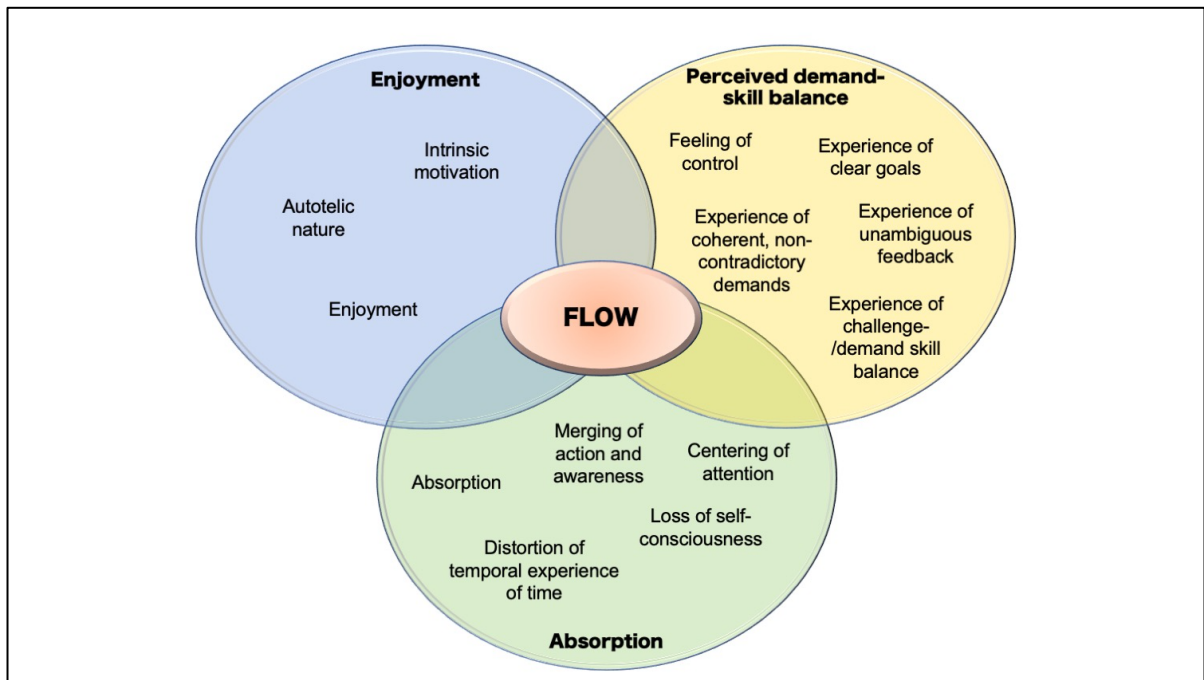 Enjoyment
Intrinsic
motivation
Autotelic
nature
Enjoyment
Perceived demand-
skill balance
Feeling of
control
Experience of
clear goals
Experience of
coherent, non-
contradictory
demands
Experience of
unambiguous
feedback
Experience of
challenge-
/demand skill
balance
FLOW
Merging of
action and
awareness
Centering of
attention
Absorption
Loss of self-
consciousness
Distortion of
temporal experience
of time
Absorption